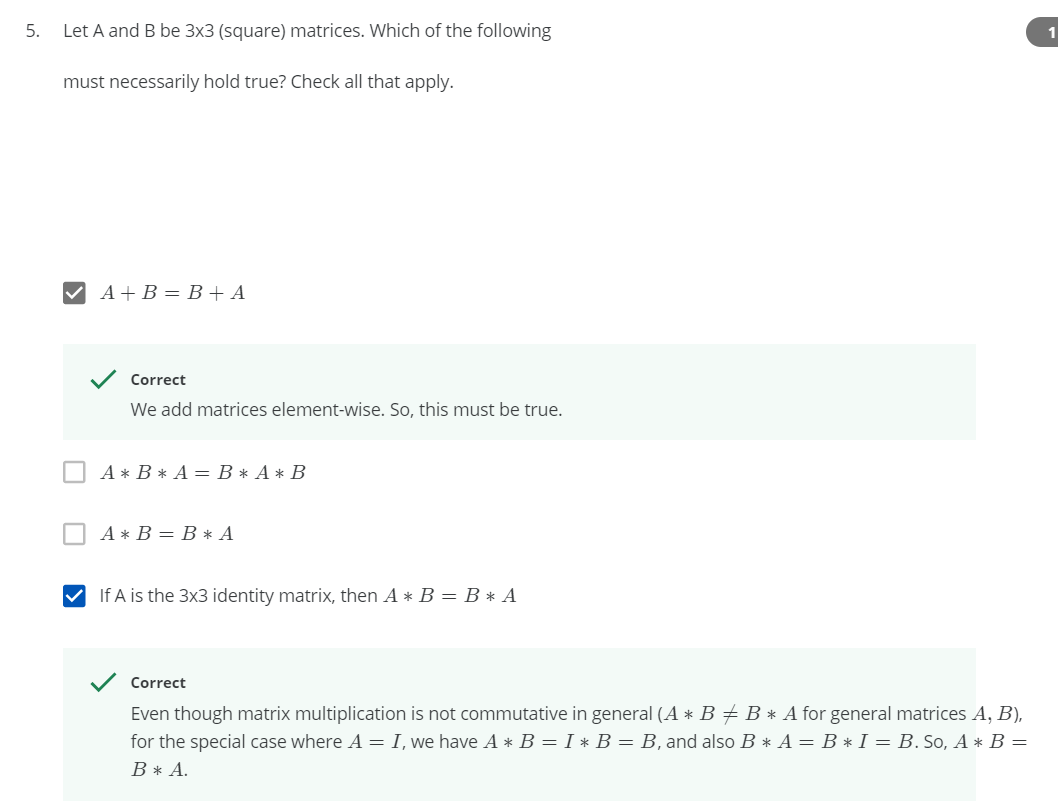 5. Let A and B be 3x3 (square) matrices. Which of the following
1
must necessarily hold true? Check all that apply.
A + B = B + A
Correct
We add matrices element-wise. So, this must be true.
A ∗ B ∗ A = B ∗ A ∗ B
A ∗ B = B ∗ A
If A is the 3x3 identity matrix, then A ∗ B = B ∗ A
Correct
Even though matrix multiplication is not commutative in general (A ∗ B ≠ B ∗ A for general matrices A, B),
for the special case where A = I, we have A ∗ B = I ∗ B = B, and also B ∗ A = B ∗ I = B. So, A ∗ B =
B ∗ A.